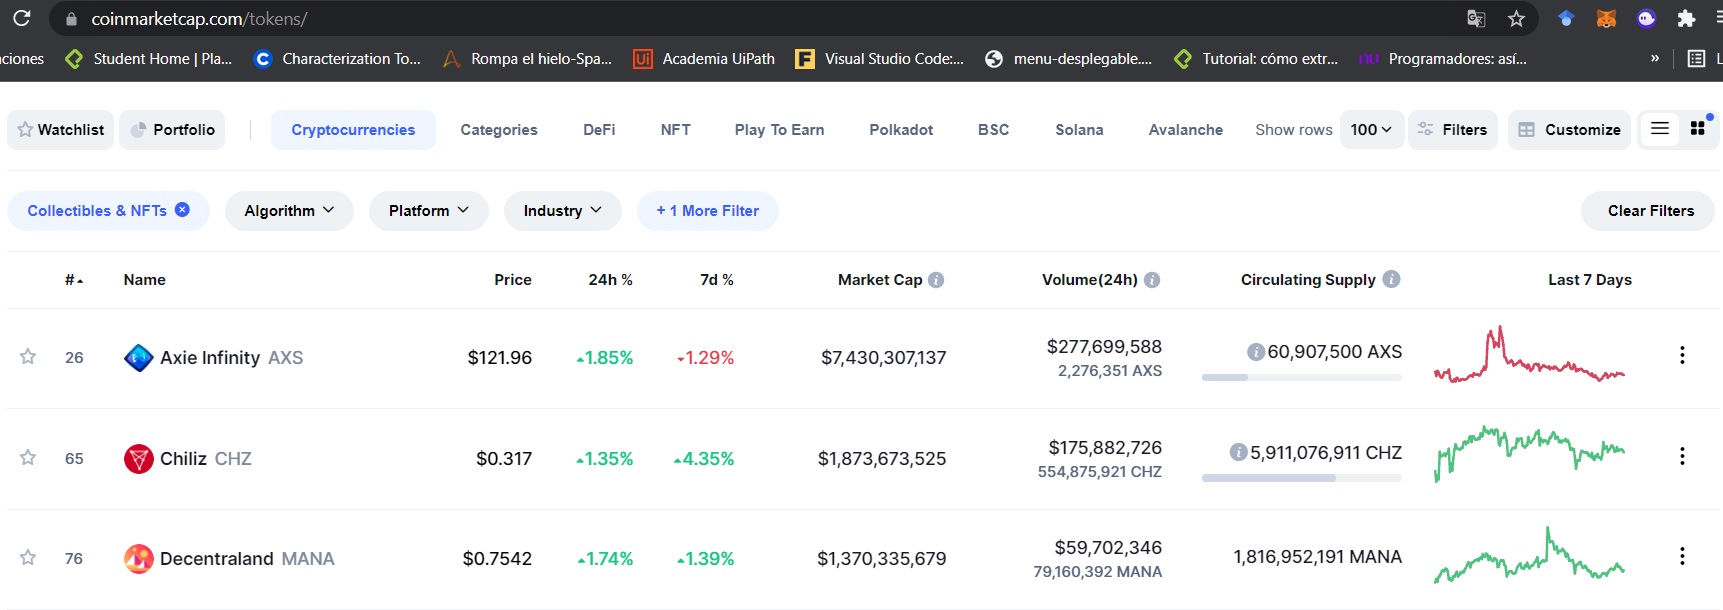 coinmarketcap.com/tokens/
ciones Student Home | Pla... Characterization To... Rompa el hielo-Spa... Academia UiPath Visual Studio Code:... menu-desplegable.... Tutorial: cómo extr... Programadores: así... »
Watchlist Portfolio Cryptocurrencies Categories DeFi NFT Play To Earn Polkadot BSC Solana Avalanche Show rows 100 Filters Customize
Collectibles & NFTs Algorithm Platform Industry + 1 More Filter Clear Filters
# Name Price 24h % 7d % Market Cap Volume(24h) Circulating Supply Last 7 Days
26 Axie Infinity AXS $121.96 1.85% 1.29% $7,430,307,137 $277,699,588 60,907,500 AXS
2,276,351 AXS
65 Chiliz CHZ $0.317 1.35% 4.35% $1,873,673,525 $175,882,726 5,911,076,911 CHZ
554,875,921 CHZ
76 Decentraland MANA $0.7542 1.74% 1.39% $1,370,335,679 $59,702,346 1,816,952,191 MANA
79,160,392 MANA